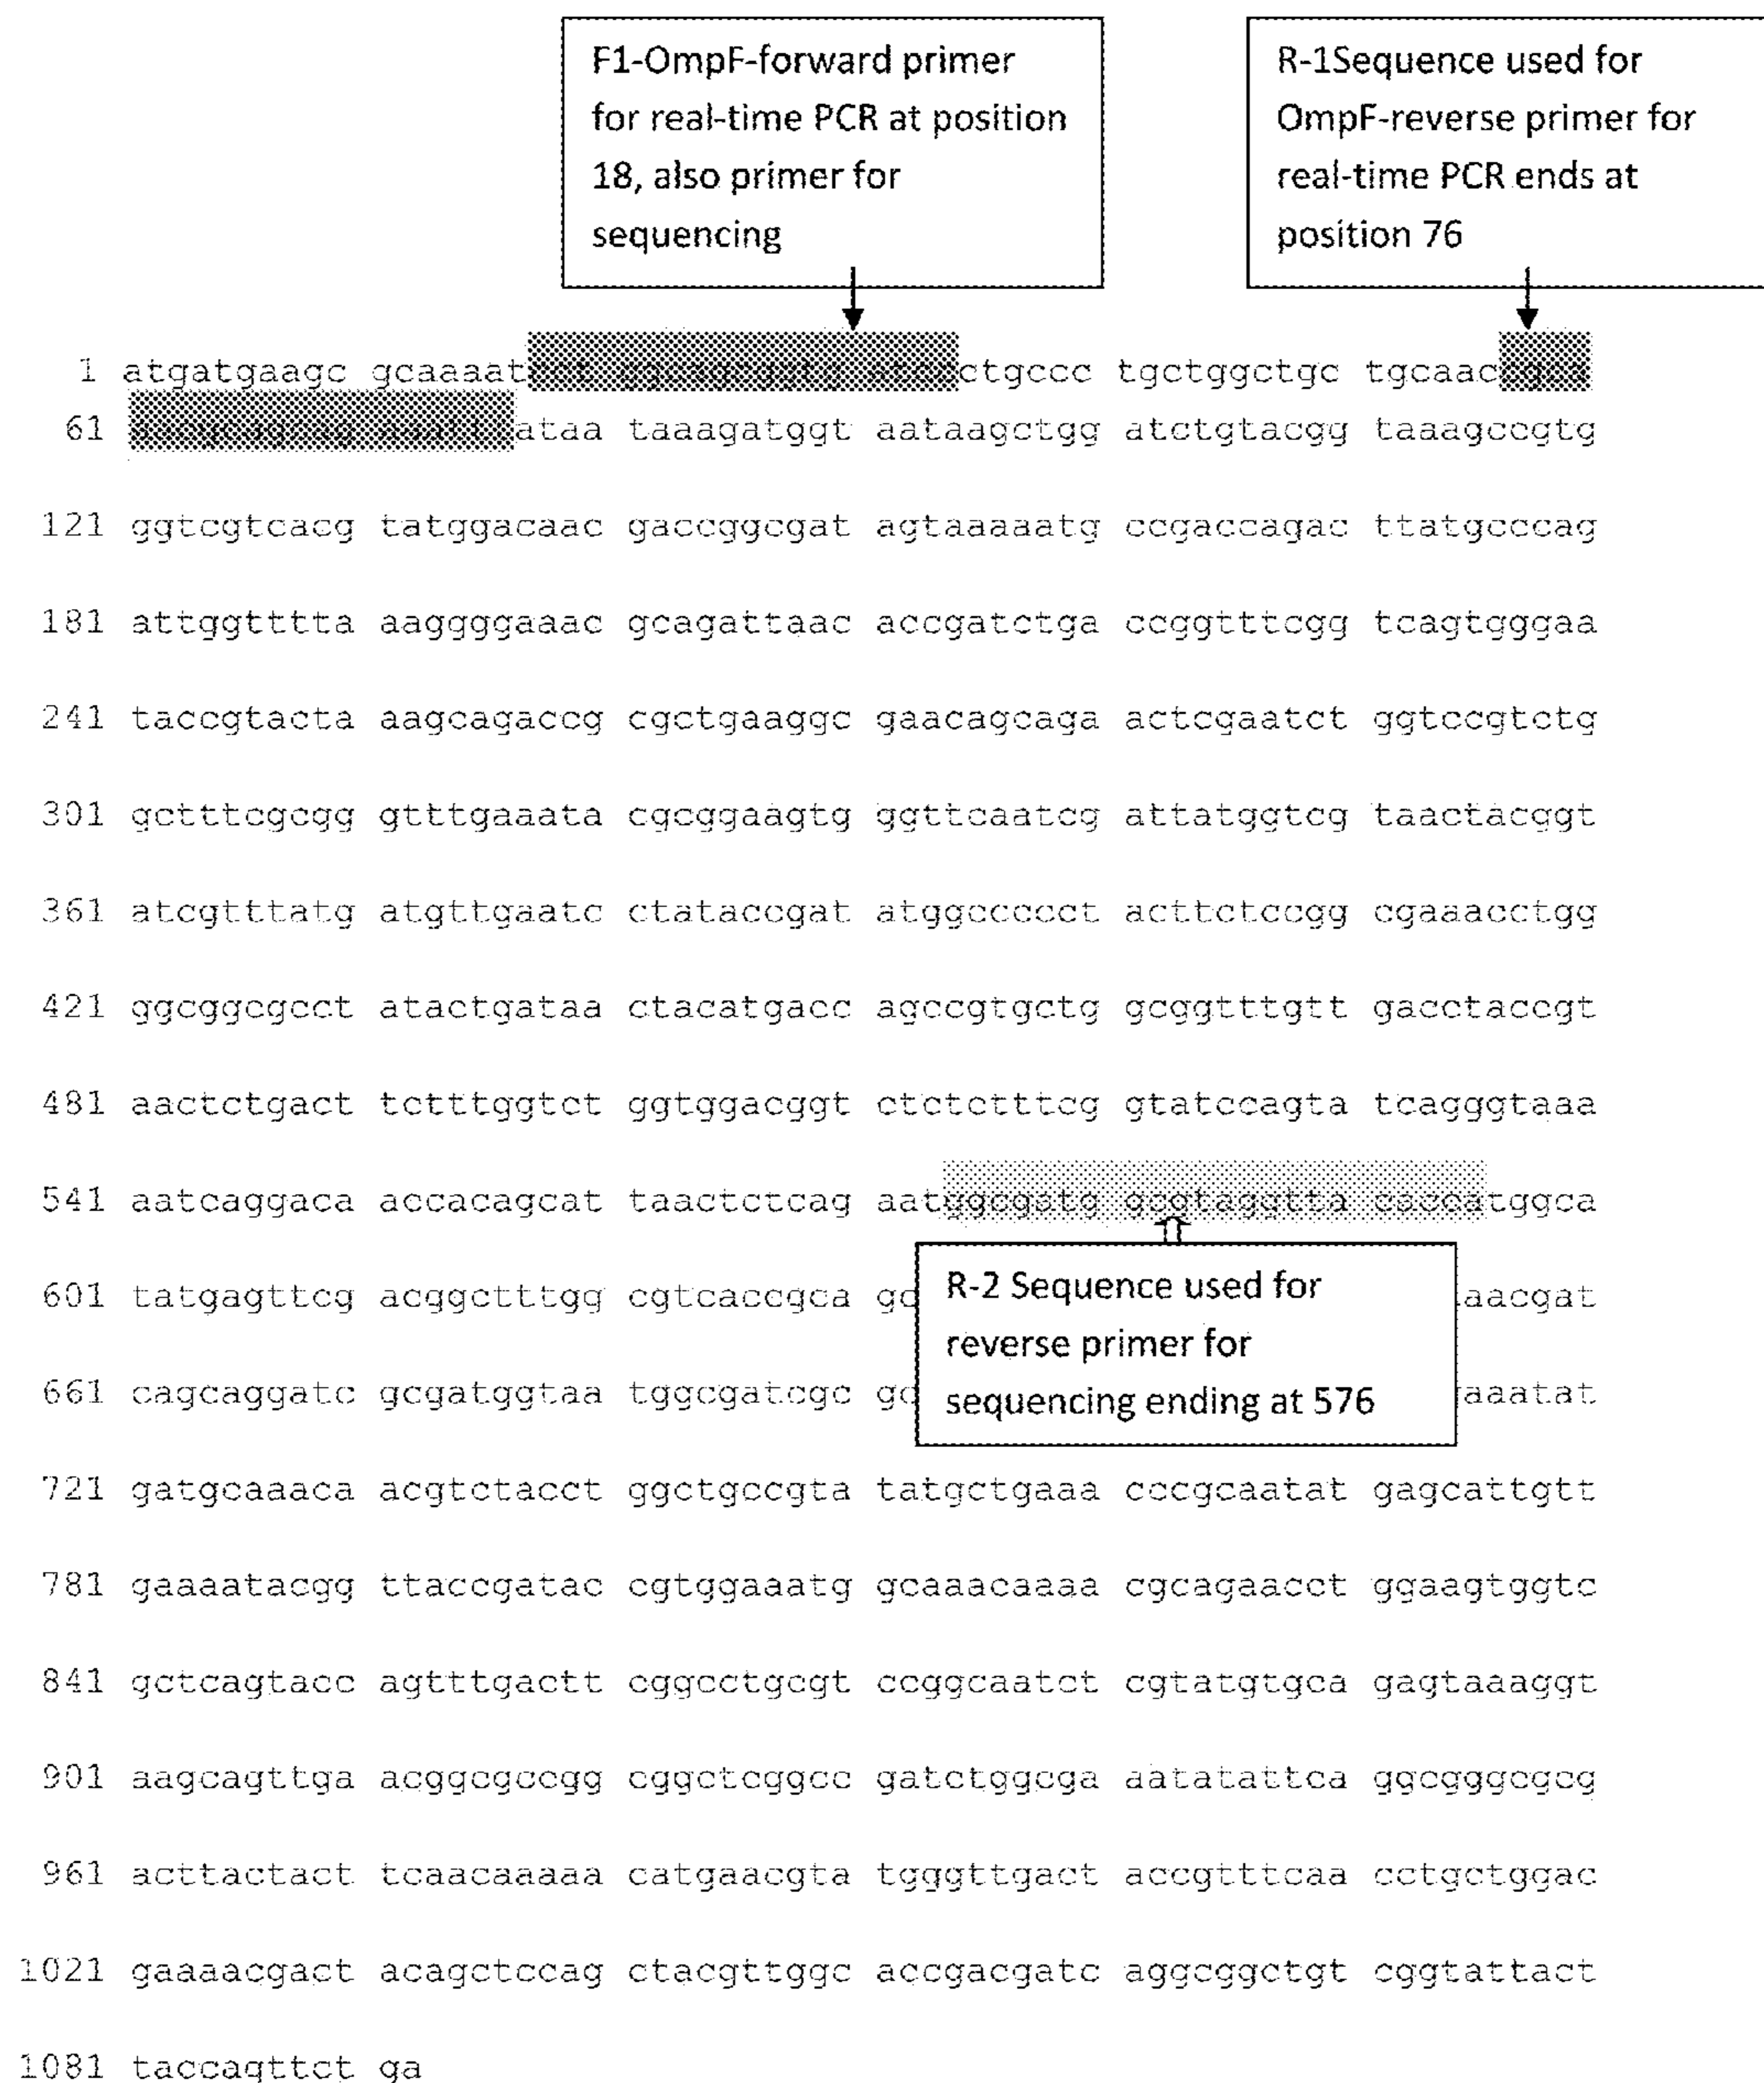 F1-OmpF-forward primer
for real-time PCR at position
18, also primer for
sequencing
R-1Sequence used for
OmpF-reverse primer for
real-time PCR ends at
position 76
1 atgatgaagc gcaaaat ctgccc tgctggctgc tgcaac
61 ataa taaagatggt aataagctgg atctgtacgg taaagccgtg
121 ggtcgtcacg tatggacaac gaccggcgat agtaaaaatg ccgaccagac ttatgcccag
181 attggtttta aaggggaaac gcagattaac accgatctga ccggtttcgg tcagtgggaa
241 taccgtacta aagcagaccg cgctgaaggc gaacagcaga actcgaatct ggtccgtctg
301 gctttcgcgg gtttgaaata cgcggaagtg ggttcaatcg attatggtcg taactacggt
361 atcgtttatg atgttgaatc ctataccgat atggccccct acttctccgg cgaaacctgg
421 ggcggcgcct atactgataa ctacatgacc agccgtgctg gcggtttgtt gacctaccgt
481 aactctgact tctttggtct ggtggacggt ctctctttcg gtatccagta tcagggtaaa
541 aatcaggaca accacagcat taactctcag aatggcgatg gcgtaggtta caccatggca
R-2 Sequence used for
reverse primer for
sequencing ending at 576
601 tatgagttcg acggctttgg cgtcaccgca gc aacgat
661 cagcaggatc gcgatggtaa tggcgatcgc gc aaatat
721 gatgcaaaca acgtctacct ggctgccgta tatgctgaaa cccgcaatat gagcattgtt
781 gaaaatacgg ttaccgatac cgtggaaatg gcaaacaaaa cgcagaacct ggaagtggtc
841 gctcagtacc agtttgactt cggcctgcgt ccggcaatct cgtatgtgca gagtaaaggt
901 aagcagttga acggcgccgg cggctcggcc gatctggcga aatatattca ggcgggcgcg
961 acttactact tcaacaaaaa catgaacgta tgggttgact accgtttcaa cctgctggac
1021 gaaaacgact acagctccag ctacgttggc accgacgatc aggcggctgt cggtattact
1081 taccagttct ga